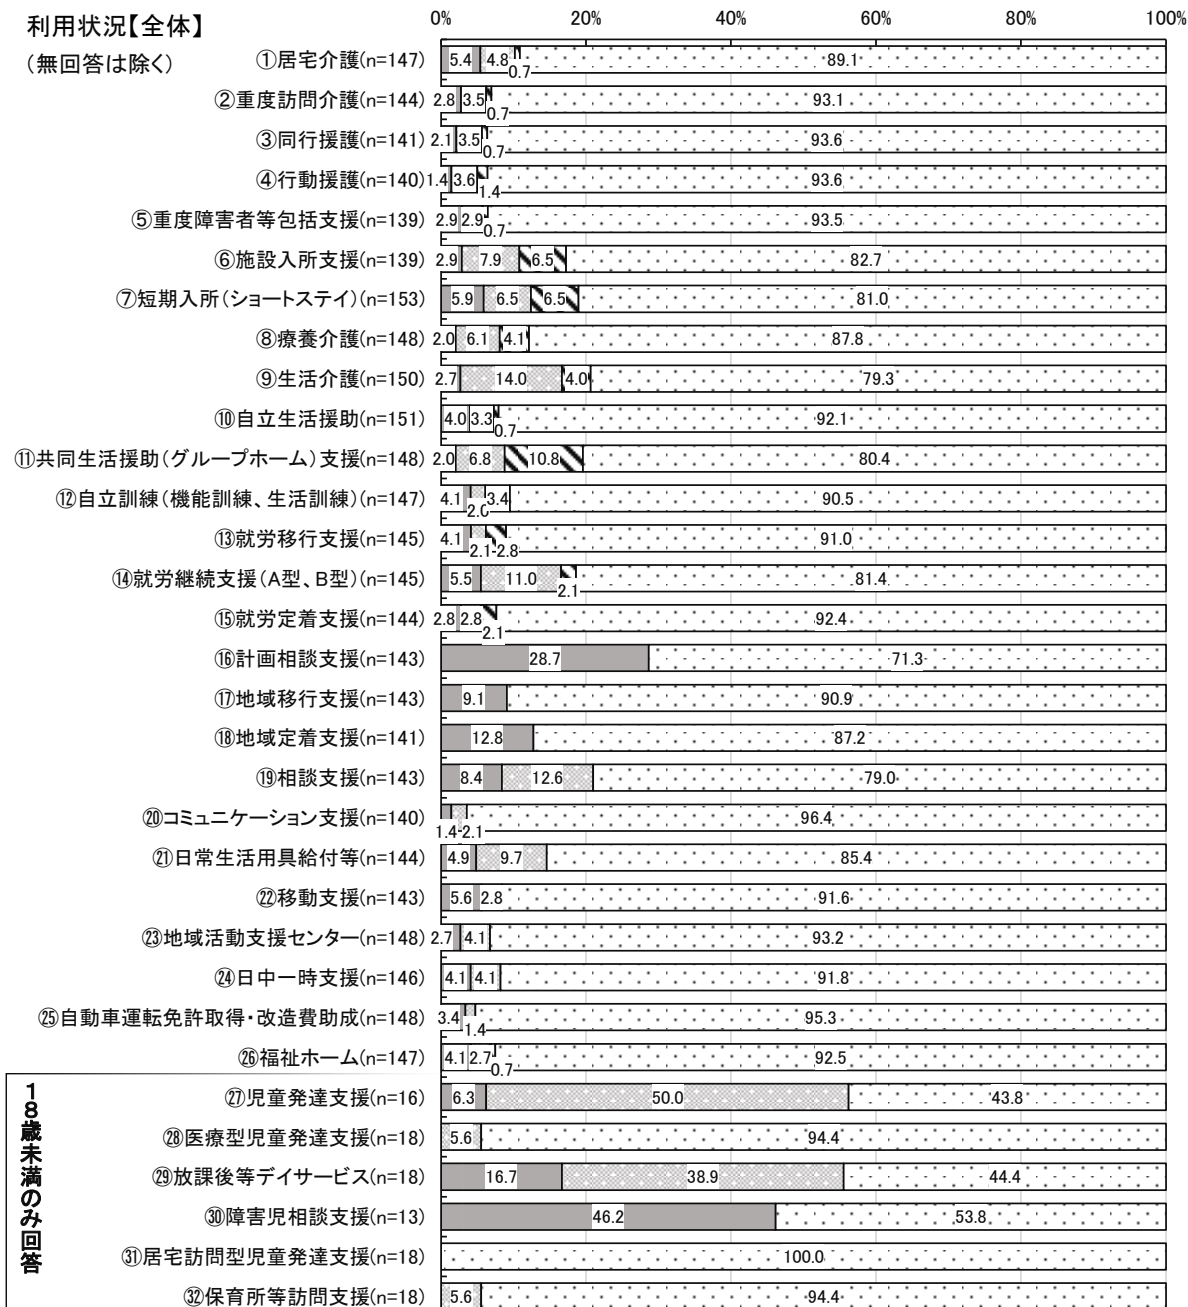 利用状況【全体】
(無回答は除く)
0% 20% 40% 60% 80% 100%
①居宅介護(n=147) 5.4 4.8 0.7 89.1
②重度訪問介護(n=144) 2.8 3.5 0.7 93.1
③同行援護(n=141) 2.1 3.5 0.7 93.6
④行動援護(n=140) 1.4 3.6 1.4 93.6
⑤重度障害者等包括支援(n=139) 2.9 2.9 0.7 93.5
⑥施設入所支援(n=139) 2.9 7.9 6.5 82.7
⑦短期入所(ショートステイ)(n=153) 5.9 6.5 6.5 81.0
⑧療養介護(n=148) 2.0 6.1 4.1 87.8
⑨生活介護(n=150) 2.7 14.0 4.0 79.3
⑩自立生活援助(n=151) 4.0 3.3 0.7 92.1
⑪共同生活援助(グループホーム)支援(n=148) 2.0 6.8 10.8 80.4
⑫自立訓練(機能訓練、生活訓練)(n=147) 4.1 2.0 3.4 90.5
⑬就労移行支援(n=145) 4.1 2.1 2.8 91.0
⑭就労継続支援(A型、B型)(n=145) 5.5 11.0 2.1 81.4
⑮就労定着支援(n=144) 2.8 2.8 2.1 92.4
⑯計画相談支援(n=143) 28.7 71.3
⑰地域移行支援(n=143) 9.1 90.9
⑱地域定着支援(n=141) 12.8 87.2
⑲相談支援(n=143) 8.4 12.6 79.0
⑳コミュニケーション支援(n=140) 1.4 2.1 96.4
㉑日常生活用具給付等(n=144) 4.9 9.7 85.4
㉒移動支援(n=143) 5.6 2.8 91.6
㉓地域活動支援センター(n=148) 2.7 4.1 93.2
㉔日中一時支援(n=146) 4.1 4.1 91.8
㉕自動車運転免許取得・改造費助成(n=148) 3.4 1.4 95.3
㉖福祉ホーム(n=147) 4.1 2.7 0.7 92.5
18歳未満のみ回答
㉗児童発達支援(n=16) 6.3 50.0 43.8
㉘医療型児童発達支援(n=18) 5.6 94.4
㉙放課後等デイサービス(n=18) 16.7 38.9 44.4
㉚障害児相談支援(n=13) 46.2 53.8
㉛居宅訪問型児童発達支援(n=18) 100.0
㉜保育所等訪問支援(n=18) 5.6 94.4